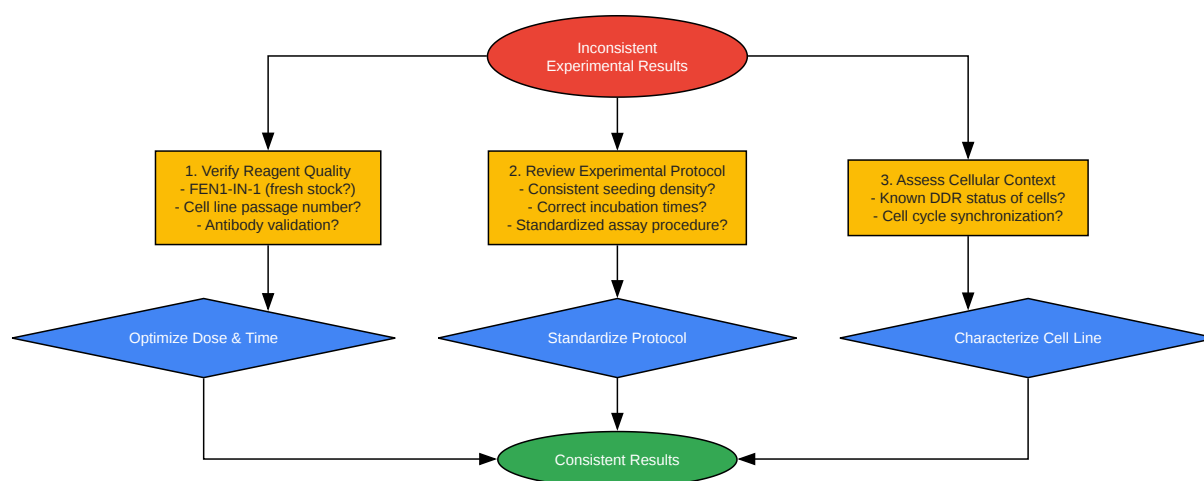 Inconsistent
Experimental Results
1. Verify Reagent Quality
- FEN1-IN-1 (fresh stock?)
- Cell line passage number?
- Antibody validation?
2. Review Experimental Protocol
- Consistent seeding density?
- Correct incubation times?
- Standardized assay procedure?
3. Assess Cellular Context
- Known DDR status of cells?
- Cell cycle synchronization?
Optimize Dose & Time
Standardize Protocol
Characterize Cell Line
Consistent Results